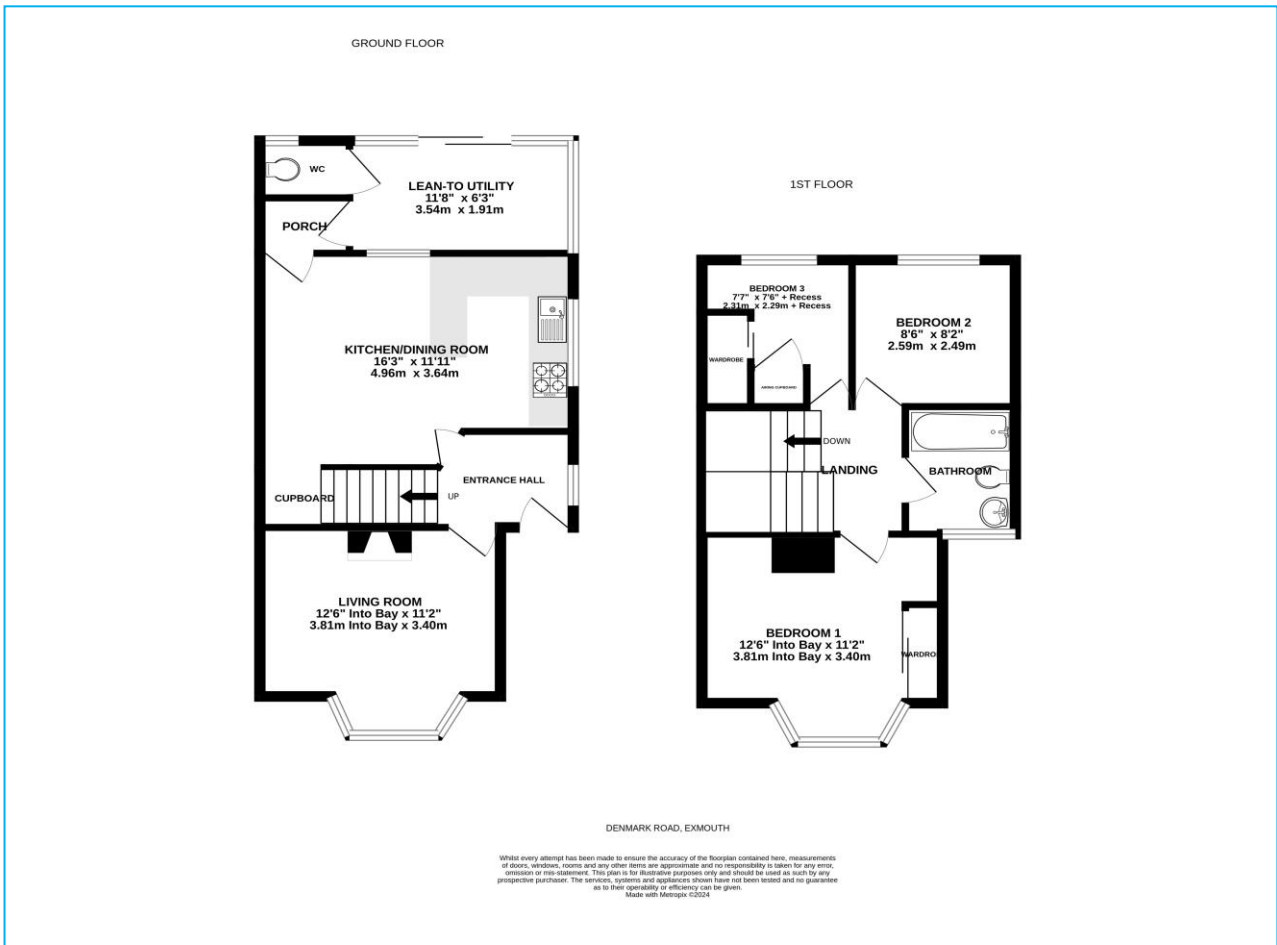 GROUND FLOOR
WC
LEAN-TO UTILITY
11'8" x 6'3"
3.54m x 1.91m
PORCH
KITCHEN/DINING ROOM
16'3" x 11'11"
4.96m x 3.64m
ENTRANCE HALL
CUPBOARD
UP
LIVING ROOM
12'6" Into Bay x 11'2"
3.81m Into Bay x 3.40m
1ST FLOOR
BEDROOM 3
7'7" x 7'6" + Recess
2.31m x 2.29m + Recess
BEDROOM 2
8'6" x 8'2"
2.59m x 2.49m
WARDROBE
AIRING CUPBOARD
DOWN
LANDING
BATHROOM
BEDROOM 1
12'6" Into Bay x 11'2"
3.81m Into Bay x 3.40m
WARDRO
DENMARK ROAD, EXMOUTH
Whilst every attempt has been made to ensure the accuracy of the floorplan contained here, measurements
of doors, windows, rooms and any other items are approximate and no responsibility is taken for any error,
omission or mis-statement. This plan is for illustrative purposes only and should be used as such by any
prospective purchaser. The services, systems and appliances shown have not been tested and no guarantee
as to their operability or efficiency can be given.
Made with Metropix ©2024